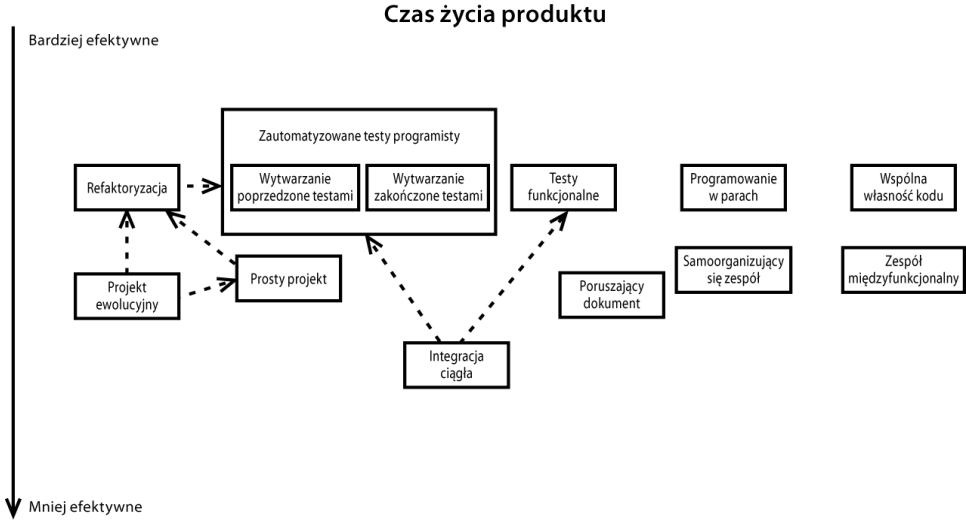 Czas życia produktu
Bardziej efektywne
Zautomatyzowane testy programisty
Refaktoryzacja
Wytwarzanie
poprzedzone testami
Wytwarzanie
zakończone testami
Testy
funkcjonalne
Programowanie
w parach
Wspólna
własność kodu
Projekt
ewolucyjny
Prosty projekt
Poruszający
dokument
Samoorganizujący
się zespół
Zespół
międzyfunkcjonalny
Integracja
ciągła
Mniej efektywne